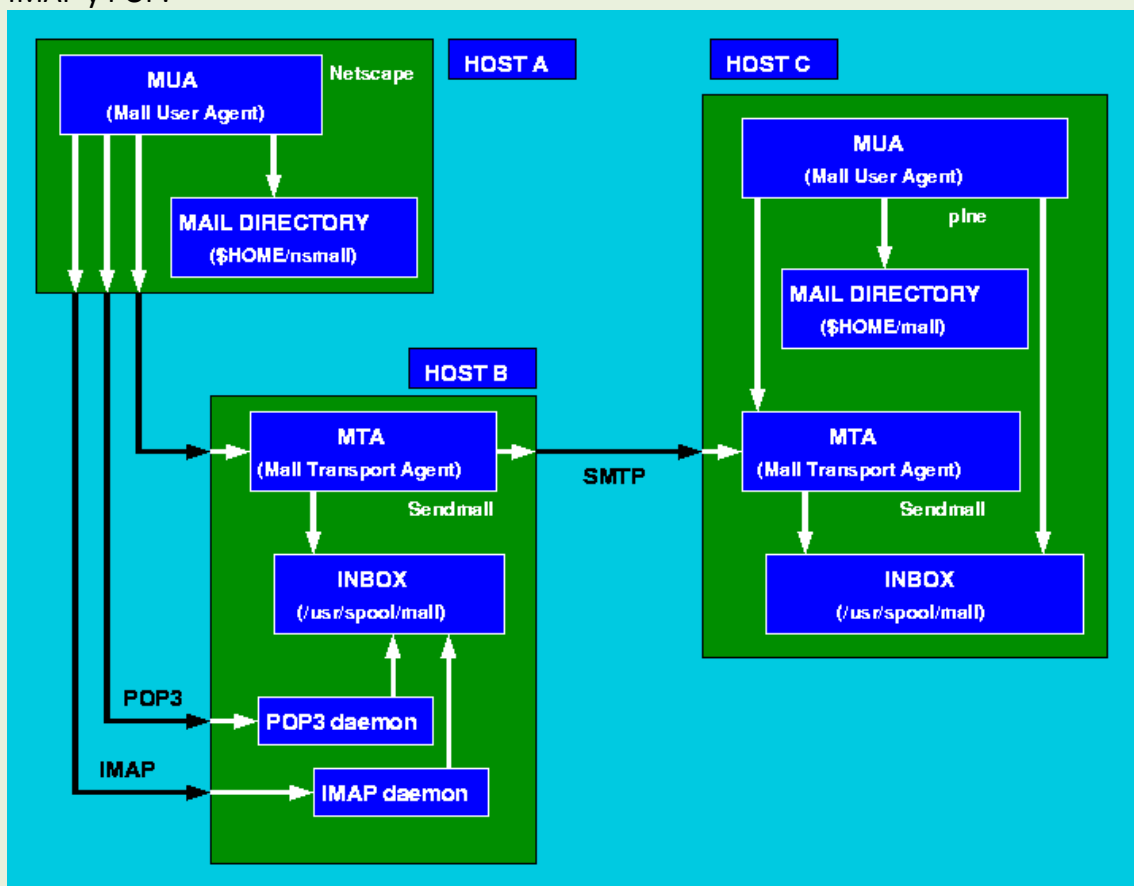 IMAP y POP
HOST A
Netscape
MUA
(Mail User Agent)
MAIL DIRECTORY
($HOME/nsmail)
HOST C
MUA
(Mail User Agent)
pine
MAIL DIRECTORY
($HOME/mail)
MTA
(Mail Transport Agent)
Sendmail
INBOX
(/usr/spool/mail)
HOST B
MTA
(Mail Transport Agent)
Sendmail
SMTP
INBOX
(/usr/spool/mail)
POP3
POP3 daemon
IMAP
IMAP daemon